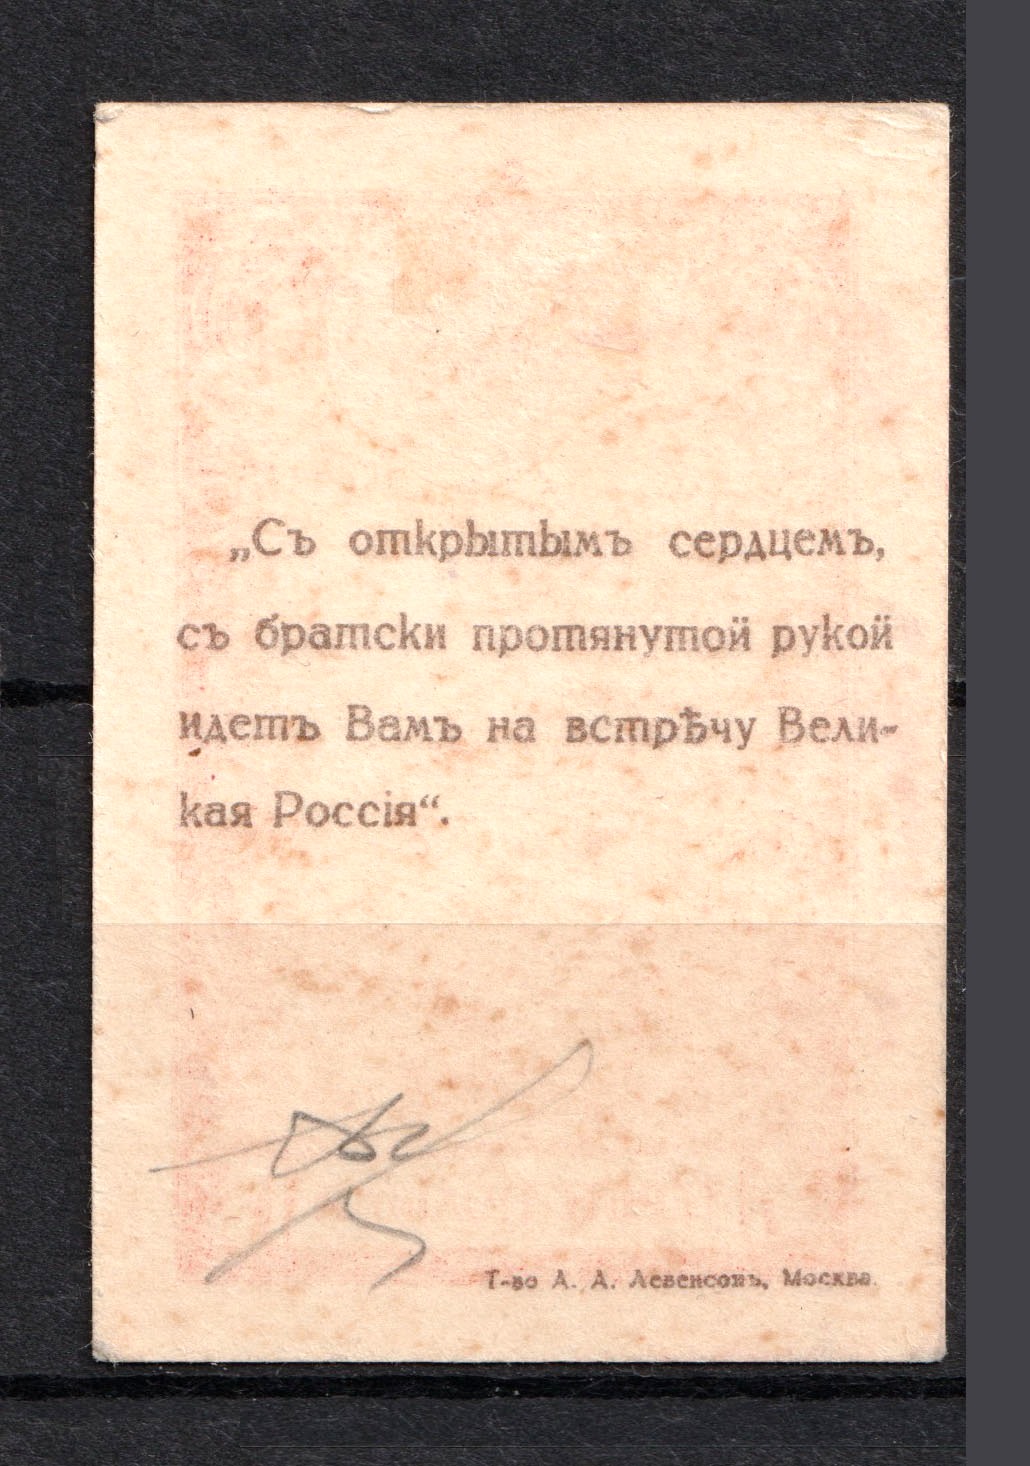 „Съ открытымъ сердцемъ,
съ братски протянутой рукой
идетъ Вамъ на встрѣчу Вели-
кая Россія“.
Т-во А. А. Левенсонъ, Москва.